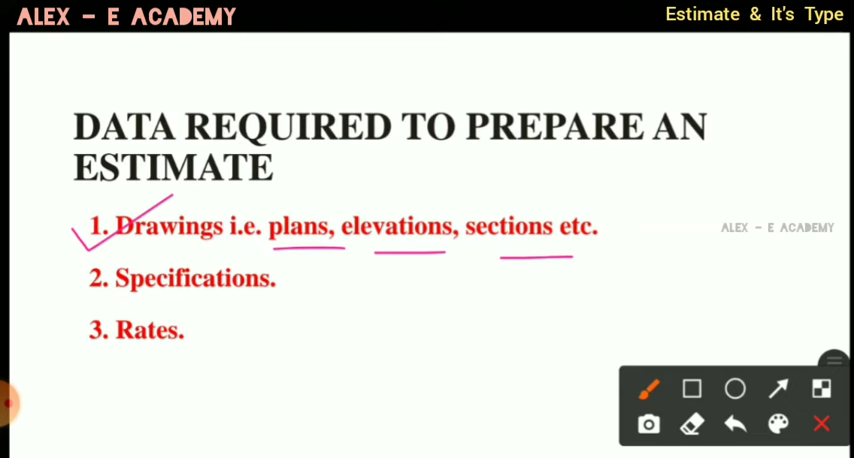 ALEX - E ACADEMY
Estimate & It's Type
DATA REQUIRED TO PREPARE AN
ESTIMATE
1. Drawings i.e. plans, elevations, sections etc.
ALEX - E ACADEMY
2. Specifications.
3. Rates.